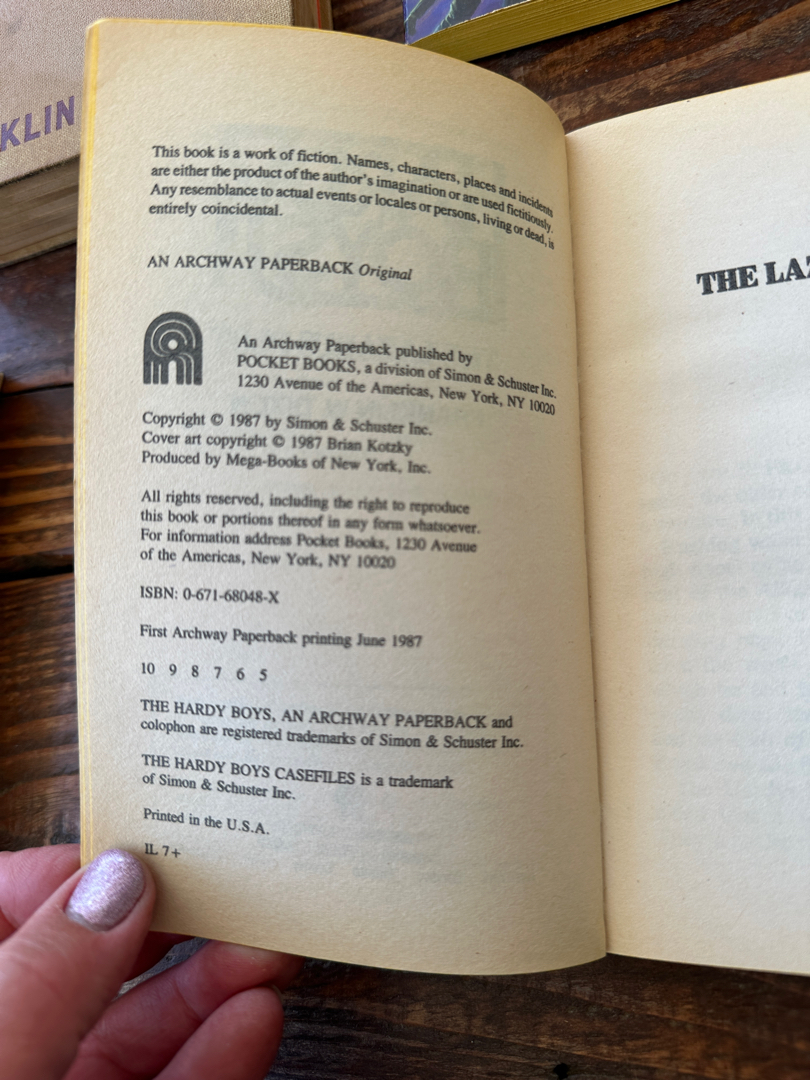 KLIN
This book is a work of fiction. Names, characters, places and incidents
are either the product of the author's imagination or are used fictitiously.
Any resemblance to actual events or locales or persons, living or dead, is
entirely coincidental.
AN ARCHWAY PAPERBACK Original
An Archway Paperback published by
POCKET BOOKS, a division of Simon & Schuster Inc.
1230 Avenue of the Americas, New York, NY 10020
Copyright © 1987 by Simon & Schuster Inc.
Cover art copyright © 1987 Brian Kotzky
Produced by Mega-Books of New York, Inc.
All rights reserved, including the right to reproduce
this book or portions thereof in any form whatsoever.
For information address Pocket Books, 1230 Avenue
of the Americas, New York, NY 10020
ISBN: 0-671-68048-X
First Archway Paperback printing June 1987
10 9 8 7 6 5
THE HARDY BOYS, AN ARCHWAY PAPERBACK and
colophon are registered trademarks of Simon & Schuster Inc.
THE HARDY BOYS CASEFILES is a trademark
of Simon & Schuster Inc.
Printed in the U.S.A.
IL 7+
THE LAZ